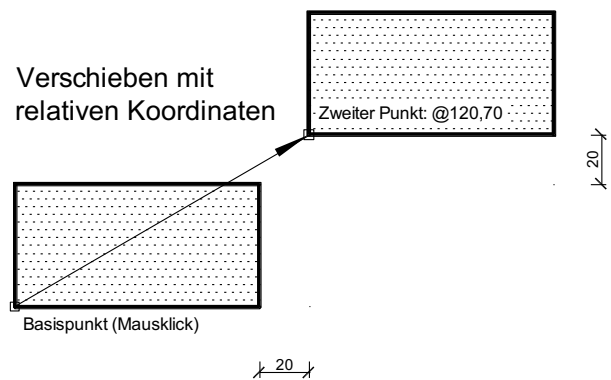 Verschieben mit
relativen Koordinaten
Zweiter Punkt: @120,70
20
Basispunkt (Mausklick)
20